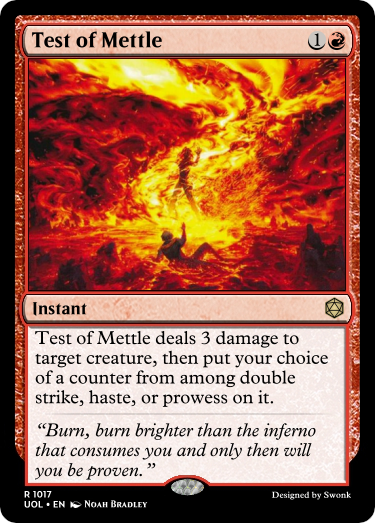 Test of Mettle 1
Instant
Test of Mettle deals 3 damage to
target creature, then put your choice
of a counter from among double
strike, haste, or prowess on it.
“Burn, burn brighter than the inferno
that consumes you and only then will
you be proven.”
R 1017
UOL • EN Noah Bradley
Designed by Swonk